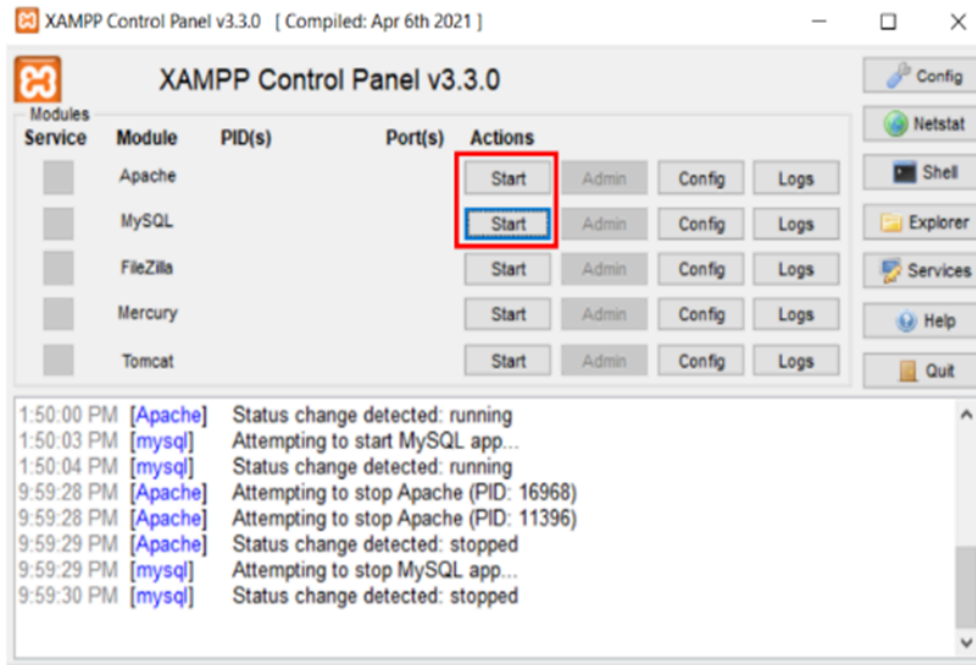 XAMPP Control Panel v3.3.0 [ Compiled: Apr 6th 2021 ]
XAMPP Control Panel v3.3.0
Config
Modules
Service Module PID(s) Port(s) Actions
Netstat
Apache Start Admin Config Logs
Shell
MySQL Start Admin Config Logs
Explorer
FileZilla Start Admin Config Logs
Services
Mercury Start Admin Config Logs
Help
Tomcat Start Admin Config Logs
Quit
1:50:00 PM [Apache] Status change detected: running
1:50:03 PM [mysql] Attempting to start MySQL app...
1:50:04 PM [mysql] Status change detected: running
9:59:28 PM [Apache] Attempting to stop Apache (PID: 16968)
9:59:28 PM [Apache] Attempting to stop Apache (PID: 11396)
9:59:29 PM [Apache] Status change detected: stopped
9:59:29 PM [mysql] Attempting to stop MySQL app...
9:59:30 PM [mysql] Status change detected: stopped